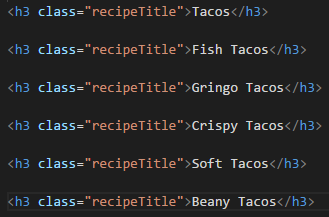 <h3 class="recipeTitle">Tacos</h3>
<h3 class="recipeTitle">Fish Tacos</h3>
<h3 class="recipeTitle">Gringo Tacos</h3>
<h3 class="recipeTitle">Crispy Tacos</h3>
<h3 class="recipeTitle">Soft Tacos</h3>
<h3 class="recipeTitle">Beany Tacos</h3>